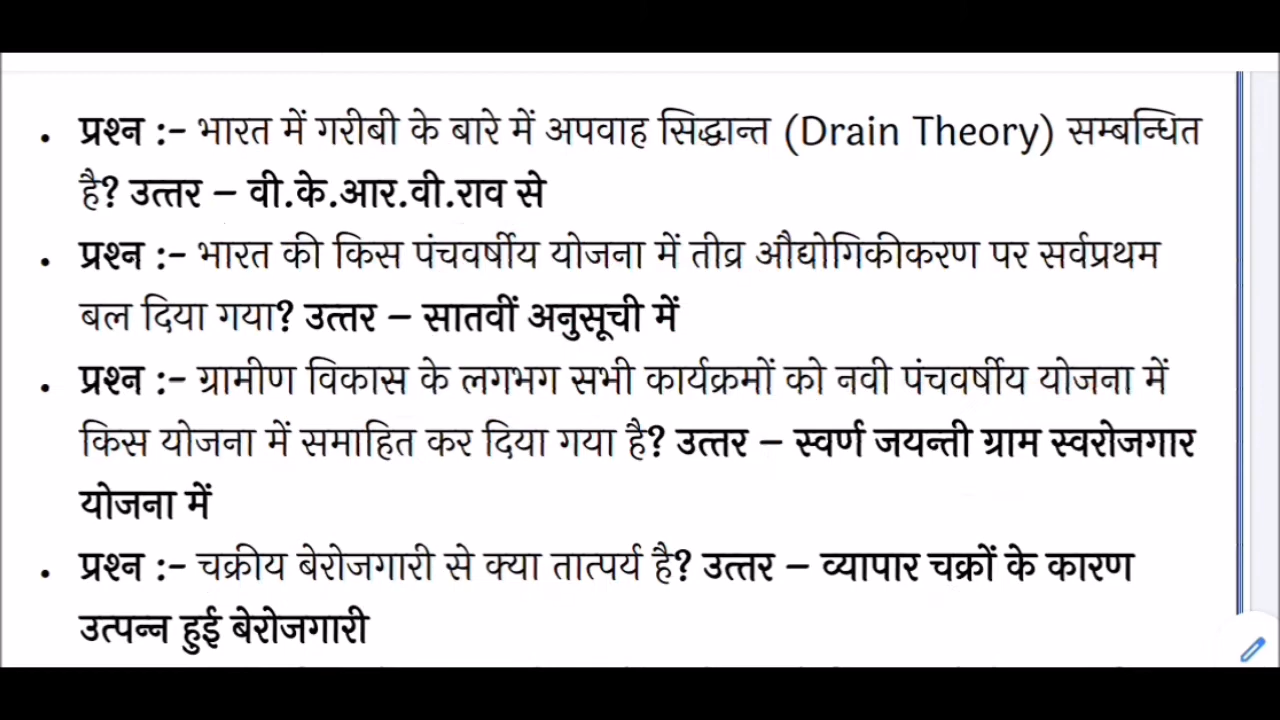 • प्रश्न :- भारत में गरीबी के बारे में अपवाह सिद्धान्त (Drain Theory) सम्बन्धित
है? उत्तर – वी.के.आर.वी.राव से
• प्रश्न :- भारत की किस पंचवर्षीय योजना में तीव्र औद्योगिकीकरण पर सर्वप्रथम
बल दिया गया? उत्तर – सातवीं अनुसूची में
• प्रश्न :- ग्रामीण विकास के लगभग सभी कार्यक्रमों को नवी पंचवर्षीय योजना में
किस योजना में समाहित कर दिया गया है? उत्तर – स्वर्ण जयन्ती ग्राम स्वरोजगार
योजना में
• प्रश्न :- चक्रीय बेरोजगारी से क्या तात्पर्य है? उत्तर – व्यापार चक्रों के कारण
उत्पन्न हुई बेरोजगारी